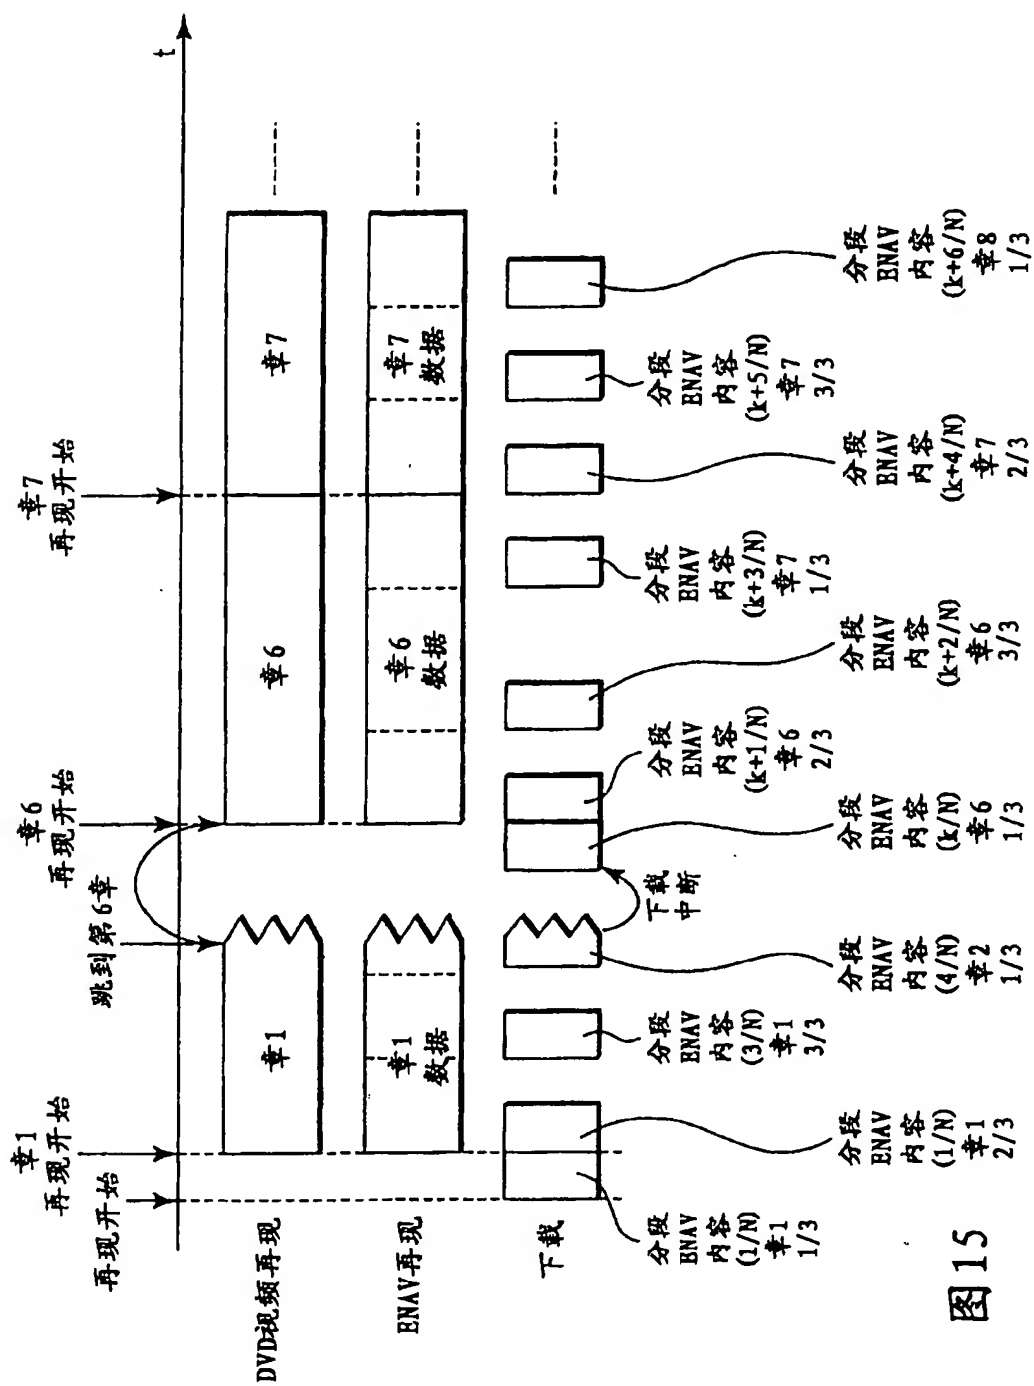 t
再现开始
章1
再现开始
跳到第6章
章6
再现开始
章7
再现开始
DVD视频再现
章1
章6
章7
ENAV再现
章1
数据
章6
数据
章7
数据
下载
下载
中断
分段
ENAV
内容
(1/N)
章1
1/3
分段
ENAV
内容
(1/N)
章1
2/3
分段
ENAV
内容
(3/N)
章1
3/3
分段
ENAV
内容
(4/N)
章2
1/3
分段
ENAV
内容
(k/N)
章6
1/3
分段
ENAV
内容
(k+1/N)
章6
2/3
分段
ENAV
内容
(k+2/N)
章6
3/3
分段
ENAV
内容
(k+3/N)
章7
1/3
分段
ENAV
内容
(k+4/N)
章7
2/3
分段
ENAV
内容
(k+5/N)
章7
3/3
分段
ENAV
内容
(k+6/N)
章8
1/3
图15